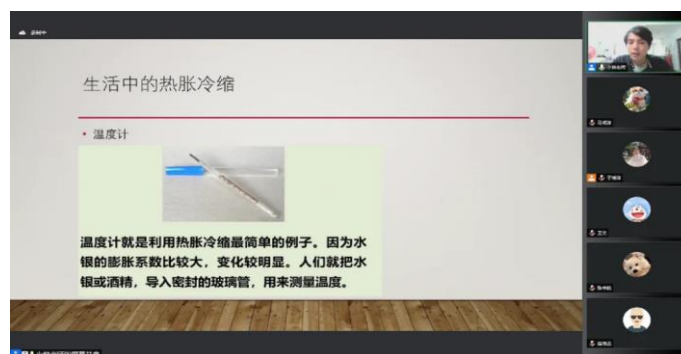 生活中的热胀冷缩
• 温度计
温度计就是利用热胀冷缩最简单的例子。因为水
银的膨胀系数比较大，变化较明显。人们就把水
银或酒精，导入密封的玻璃管，用来测量温度。